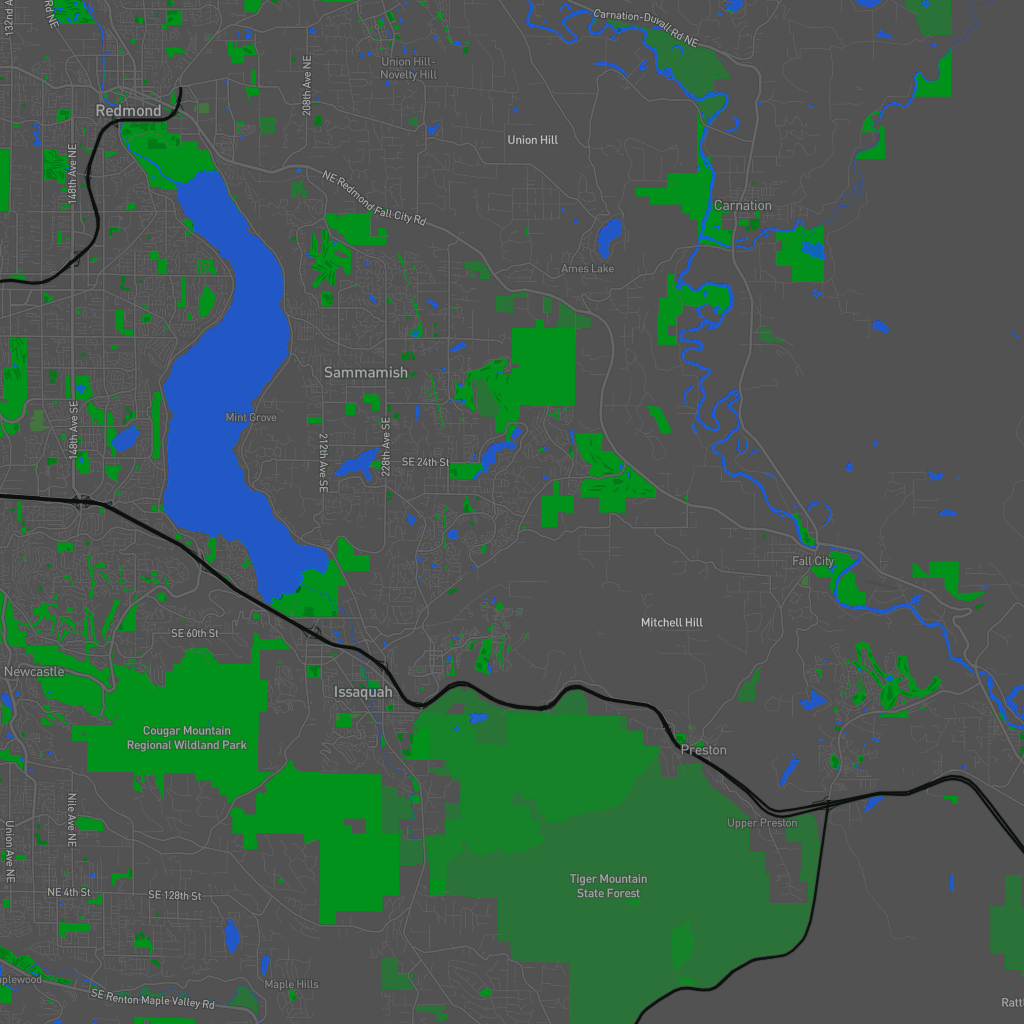 132nd A
Rd NE
Carnation-Duvall Rd NE
Union Hill-
Novelty Hill
208th Ave NE
Redmond
Union Hill
148th Ave NE
NE Redmond Fall City Rd
Carnation
Ames Lake
Sammamish
Mint Grove
148th Ave SE
212th Ave SE
228th Ave SE
SE 24th St
Fall City
Mitchell Hill
SE 60th St
Newcastle
Issaquah
Cougar Mountain
Regional Wildland Park
Preston
Nile Ave NE
Union Ave NE
Upper Preston
Tiger Mountain
State Forest
NE 4th St
SE 128th St
aplewood
SE Renton Maple Valley Rd
Maple Hills
Rattl